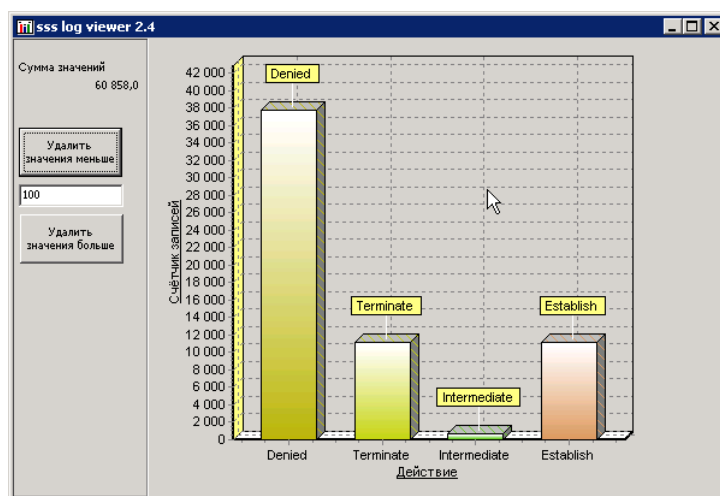 sss log viewer 2.4
Сумма значений
60 858,0
Удалить
значения меньше
100
Удалить
значения больше
Счётчик записей
42 000
40 000
38 000
36 000
34 000
32 000
30 000
28 000
26 000
24 000
22 000
20 000
18 000
16 000
14 000
12 000
10 000
8 000
6 000
4 000
2 000
0
Denied
Terminate
Intermediate
Establish
Denied
Terminate
Intermediate
Establish
Действие